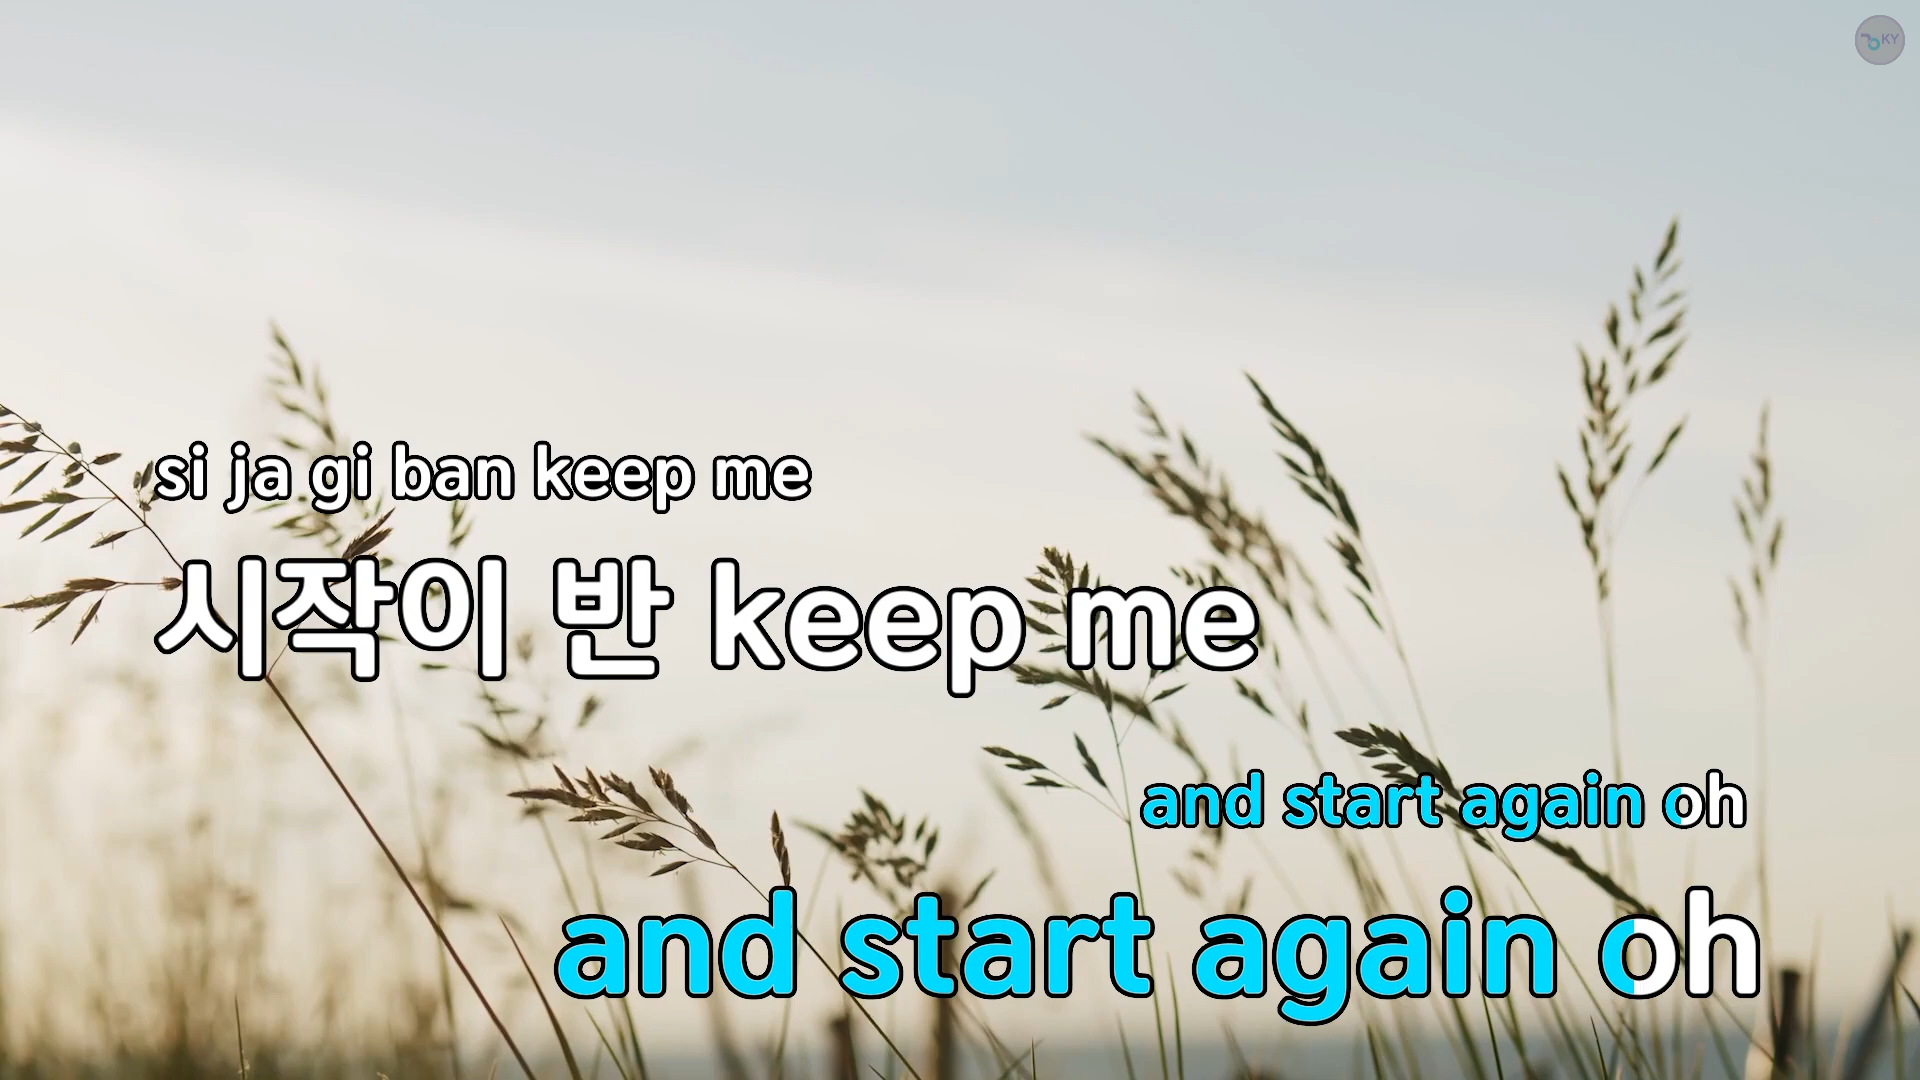 KY
si ja gi ban keep me
시작이 반 keep me
and start again oh
and start again oh